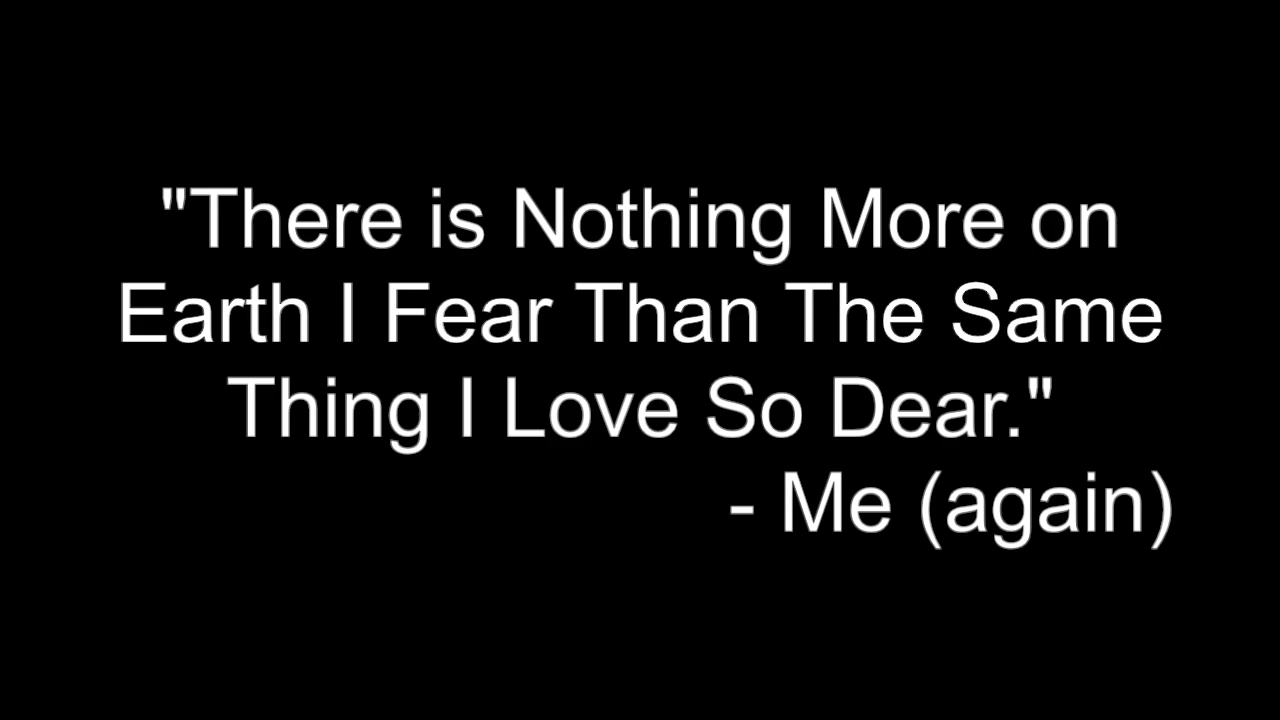 "There is Nothing More on
Earth I Fear Than The Same
Thing I Love So Dear."
- Me (again)